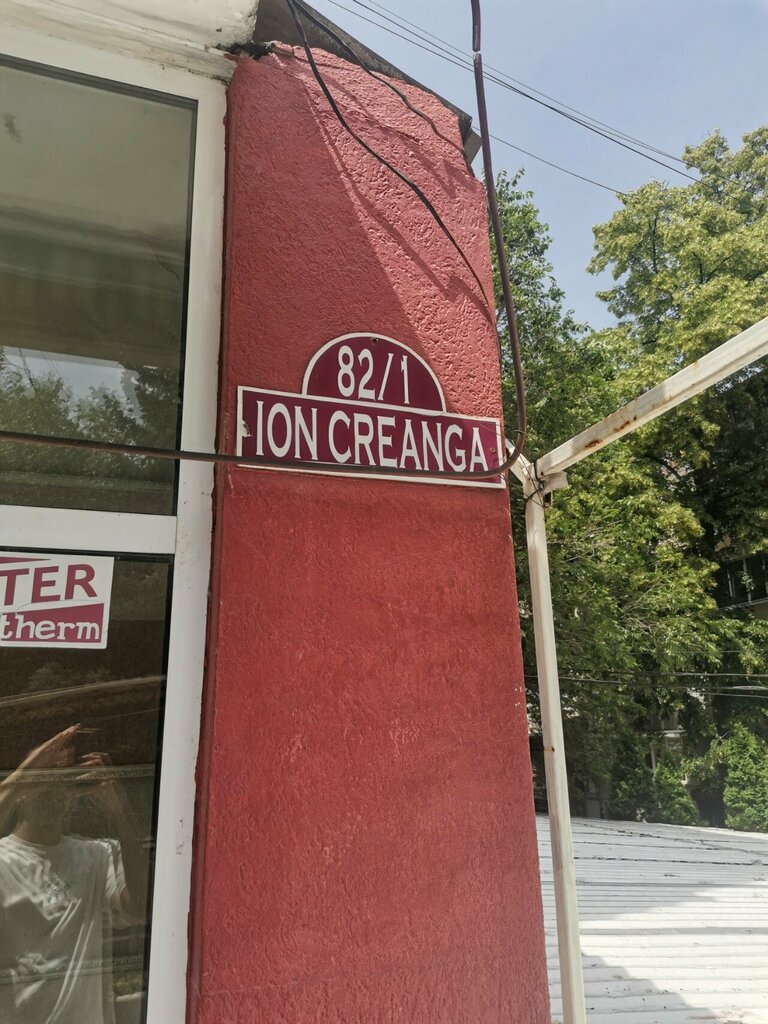 82/1
ION CREANGA
TER
therm